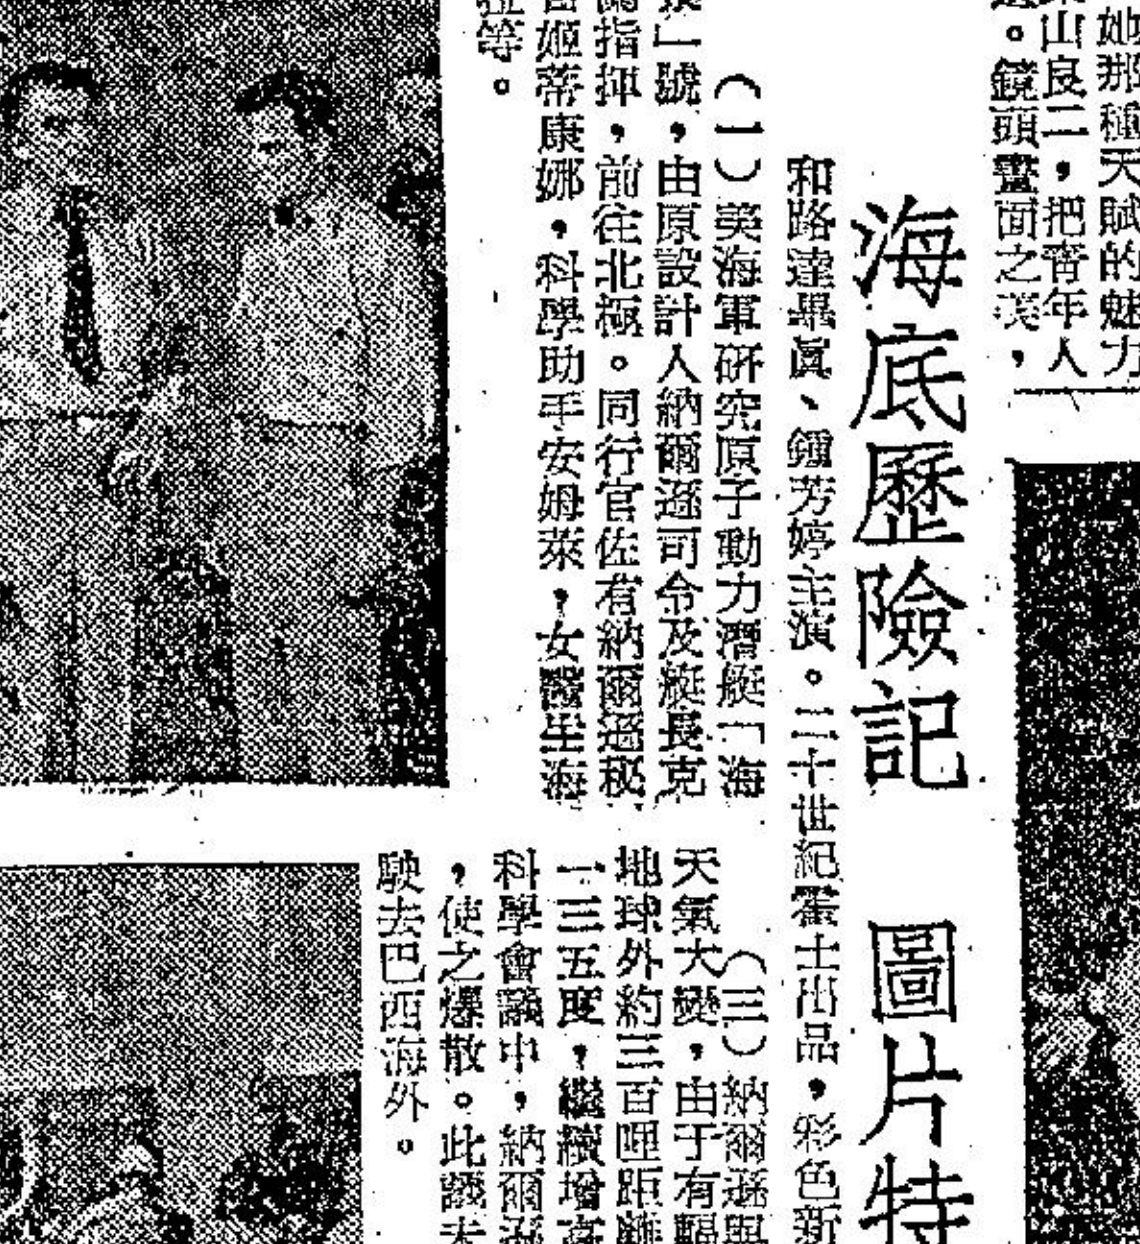 她那種天賦的魅力
山良二，把青年人
。鏡頭畫面之美，
海底歷險記　圖片特
和路達畢眞、鍾芳婷主演。二十世紀霍士出品，彩色新
（一）美海軍研究原子動力潛艇「海
」號，由原設計人納爾遜司令及艇長克
指揮，前往北極。同行官佐有納爾遜秘
姬蒂康娜，科學助手安姆萊，女醫生海
等。
（三）納爾遜
天氣大變，由于有
地球外約三百哩距離
一三五度，繼續增高
科學會議中，納爾遜
，使之爆散。此議未
駛去巴西海外。